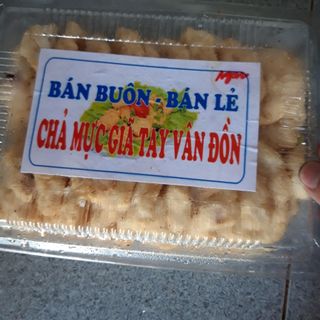 BÁN BUÔN - BÁN LẺ
CHẢ MỰC GIÃ TAY VÂN ĐỒN